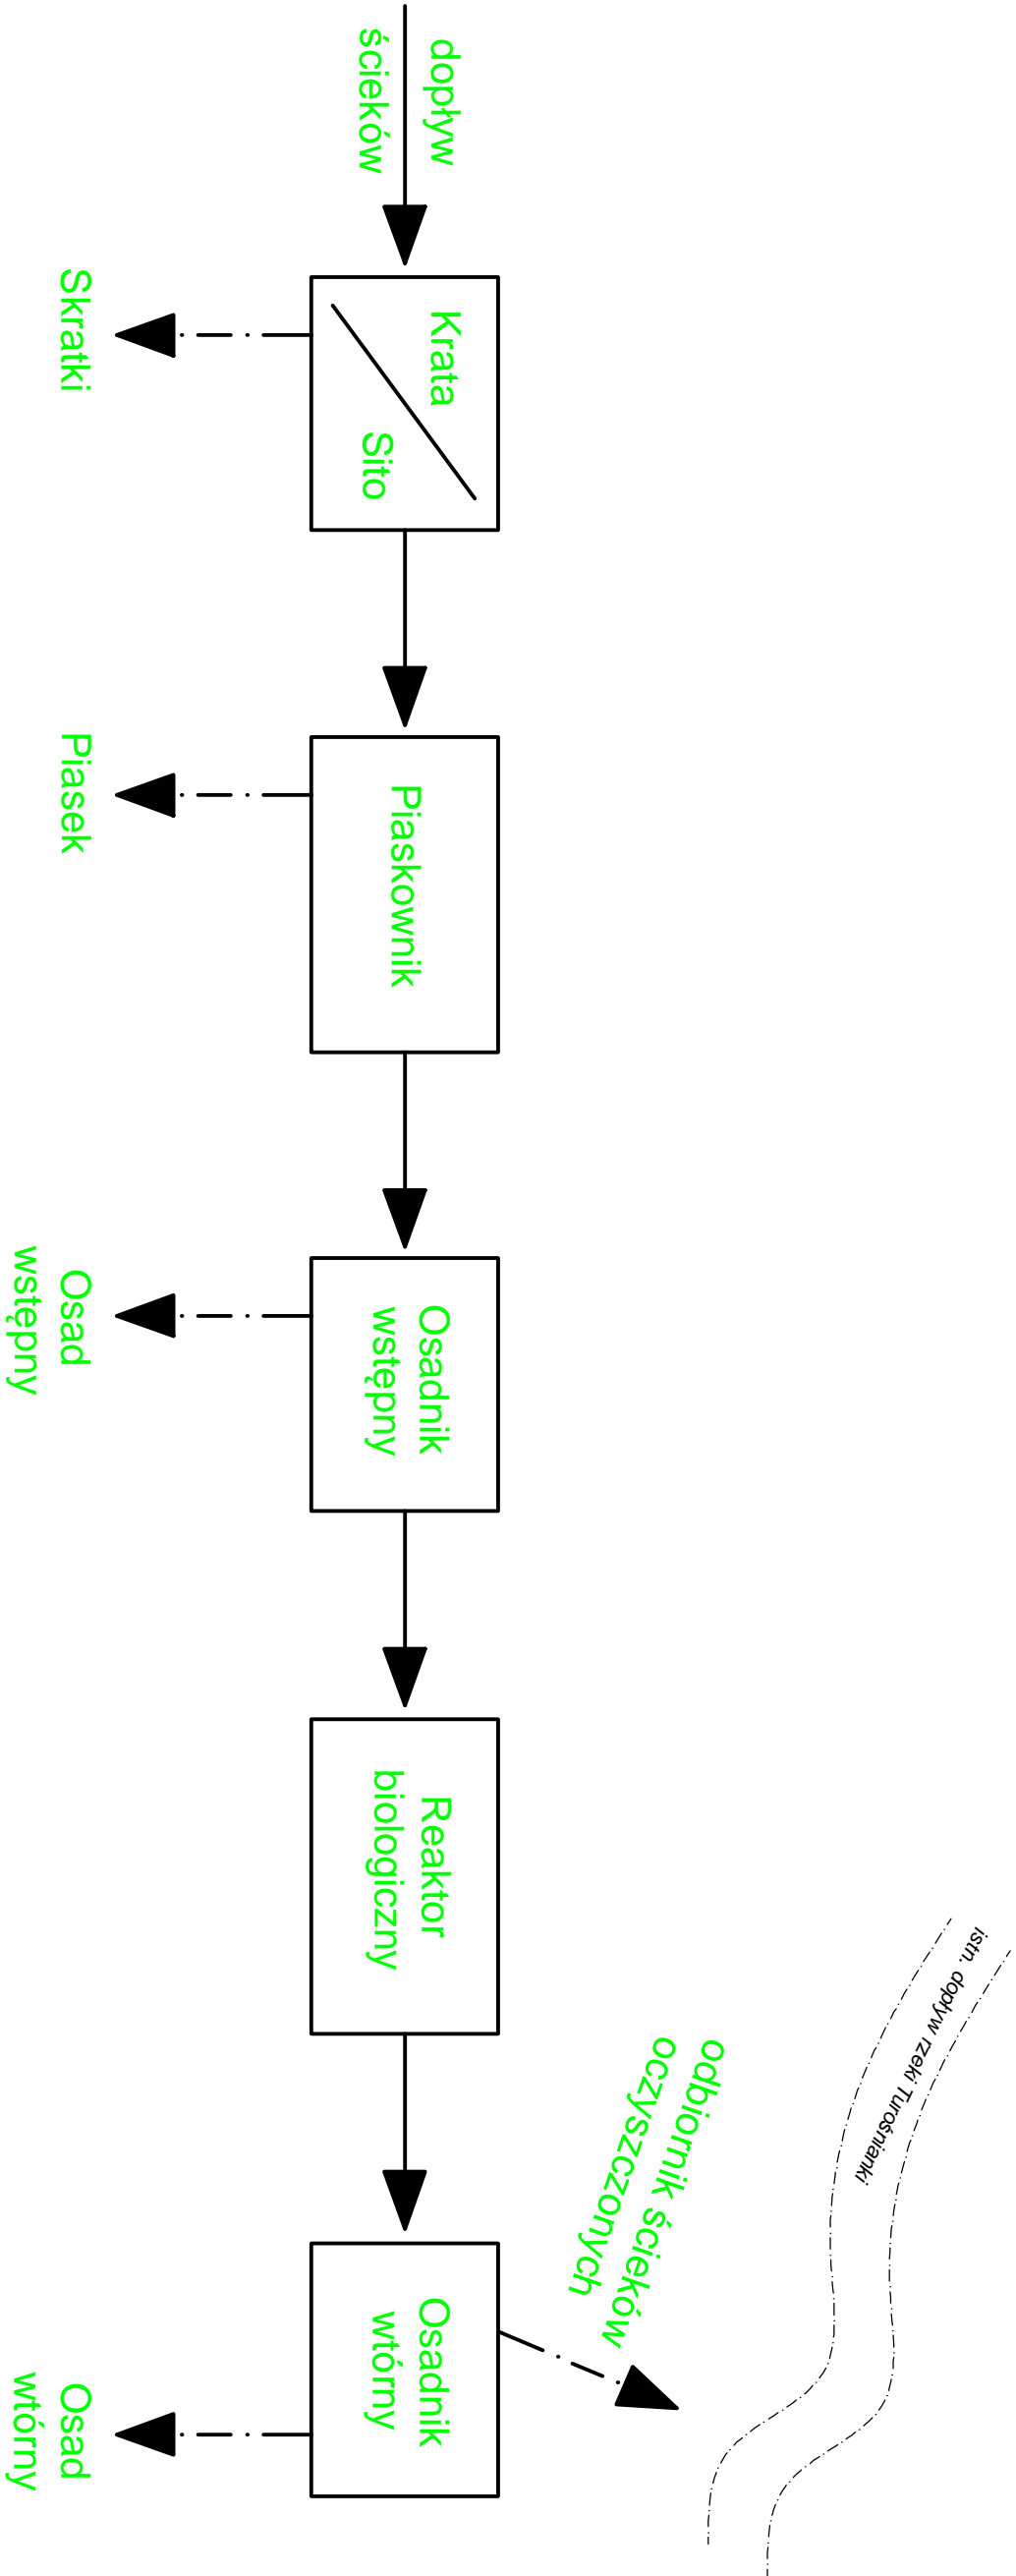 dopływ
ścieków
Krata
Sito
Skratki
Piaskownik
Piasek
Osadnik
wstępny
Osad
wstępny
Reaktor
biologiczny
Osadnik
wtórny
Osad
wtórny
odbiornik ścieków
oczyszczonych
istn. dopływ rzeki Turośnianki